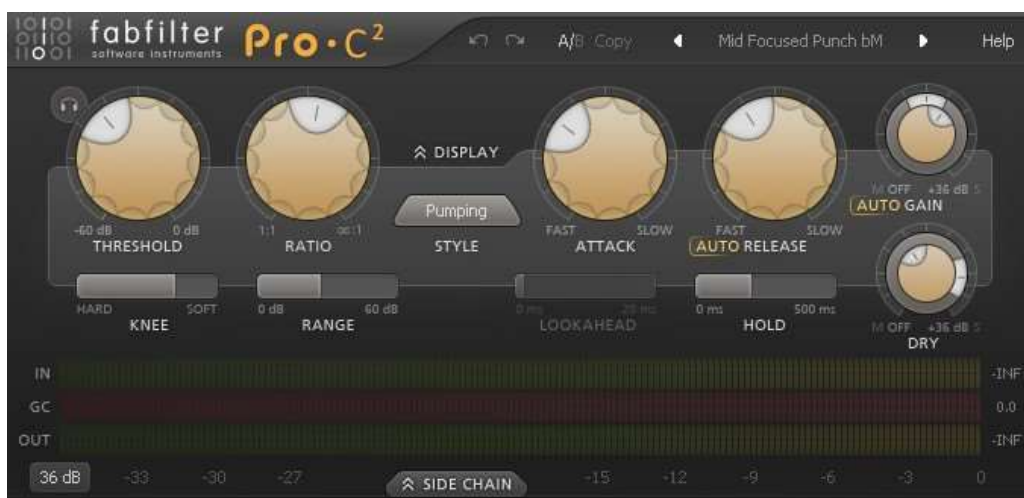 fabfilter
software instruments
Pro·C²
A/B Copy
Mid Focused Punch bM
Help
DISPLAY
-60 dB 0 dB
THRESHOLD
1:1 ∞:1
RATIO
Pumping
STYLE
FAST SLOW
ATTACK
FAST SLOW
AUTO RELEASE
M OFF +36 dB S
AUTO GAIN
HARD SOFT
KNEE
0 dB 60 dB
RANGE
0 ms 20 ms
LOOKAHEAD
0 ms 500 ms
HOLD
M OFF +36 dB S
DRY
IN -INF
GC 0.0
OUT -INF
36 dB -33 -30 -27 SIDE CHAIN -15 -12 -9 -6 -3 0